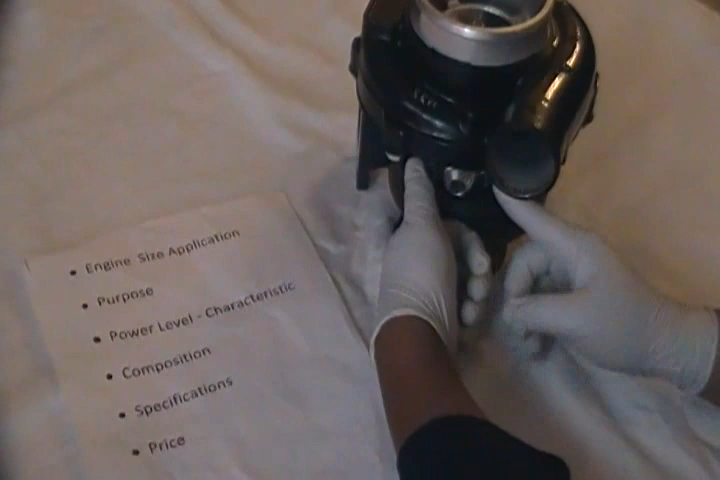 • Engine Size Application
• Purpose
• Power Level - Characteristic
• Composition
• Specifications
• Price